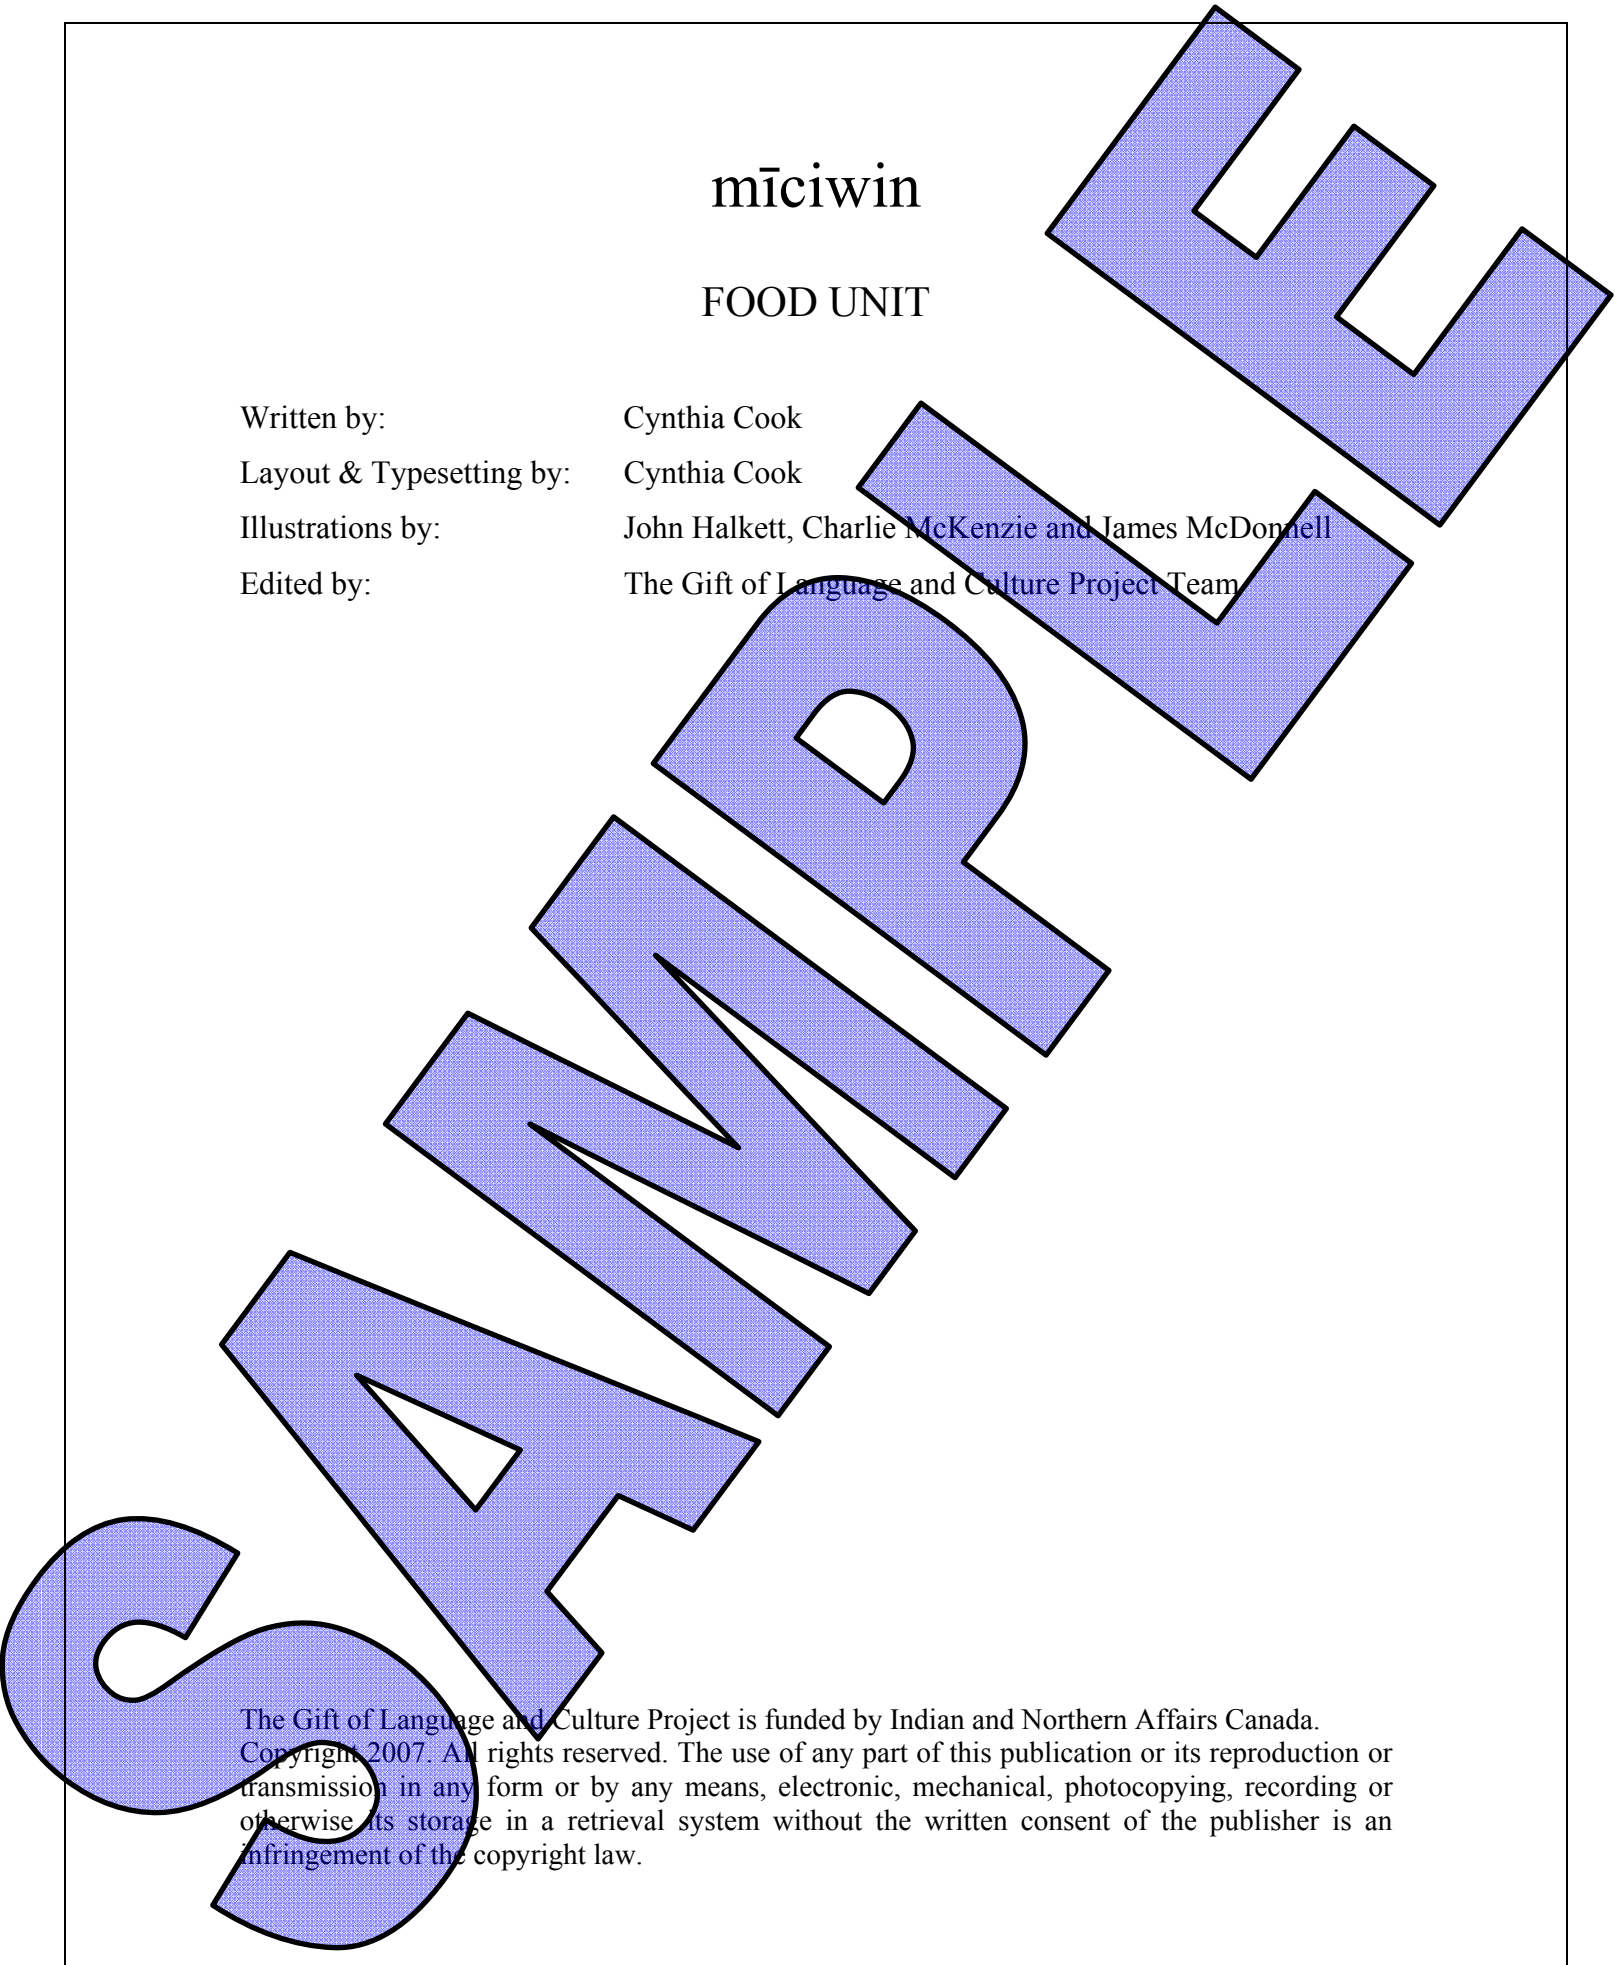 mīciwin
FOOD UNIT
Written by: Cynthia Cook
Layout & Typesetting by: Cynthia Cook
Illustrations by: John Halkett, Charlie McKenzie and James McDonnell
Edited by: The Gift of Language and Culture Project Team
SAMPLE
The Gift of Language and Culture Project is funded by Indian and Northern Affairs Canada.
Copyright 2007. All rights reserved. The use of any part of this publication or its reproduction or
transmission in any form or by any means, electronic, mechanical, photocopying, recording or
otherwise its storage in a retrieval system without the written consent of the publisher is an
infringement of the copyright law.